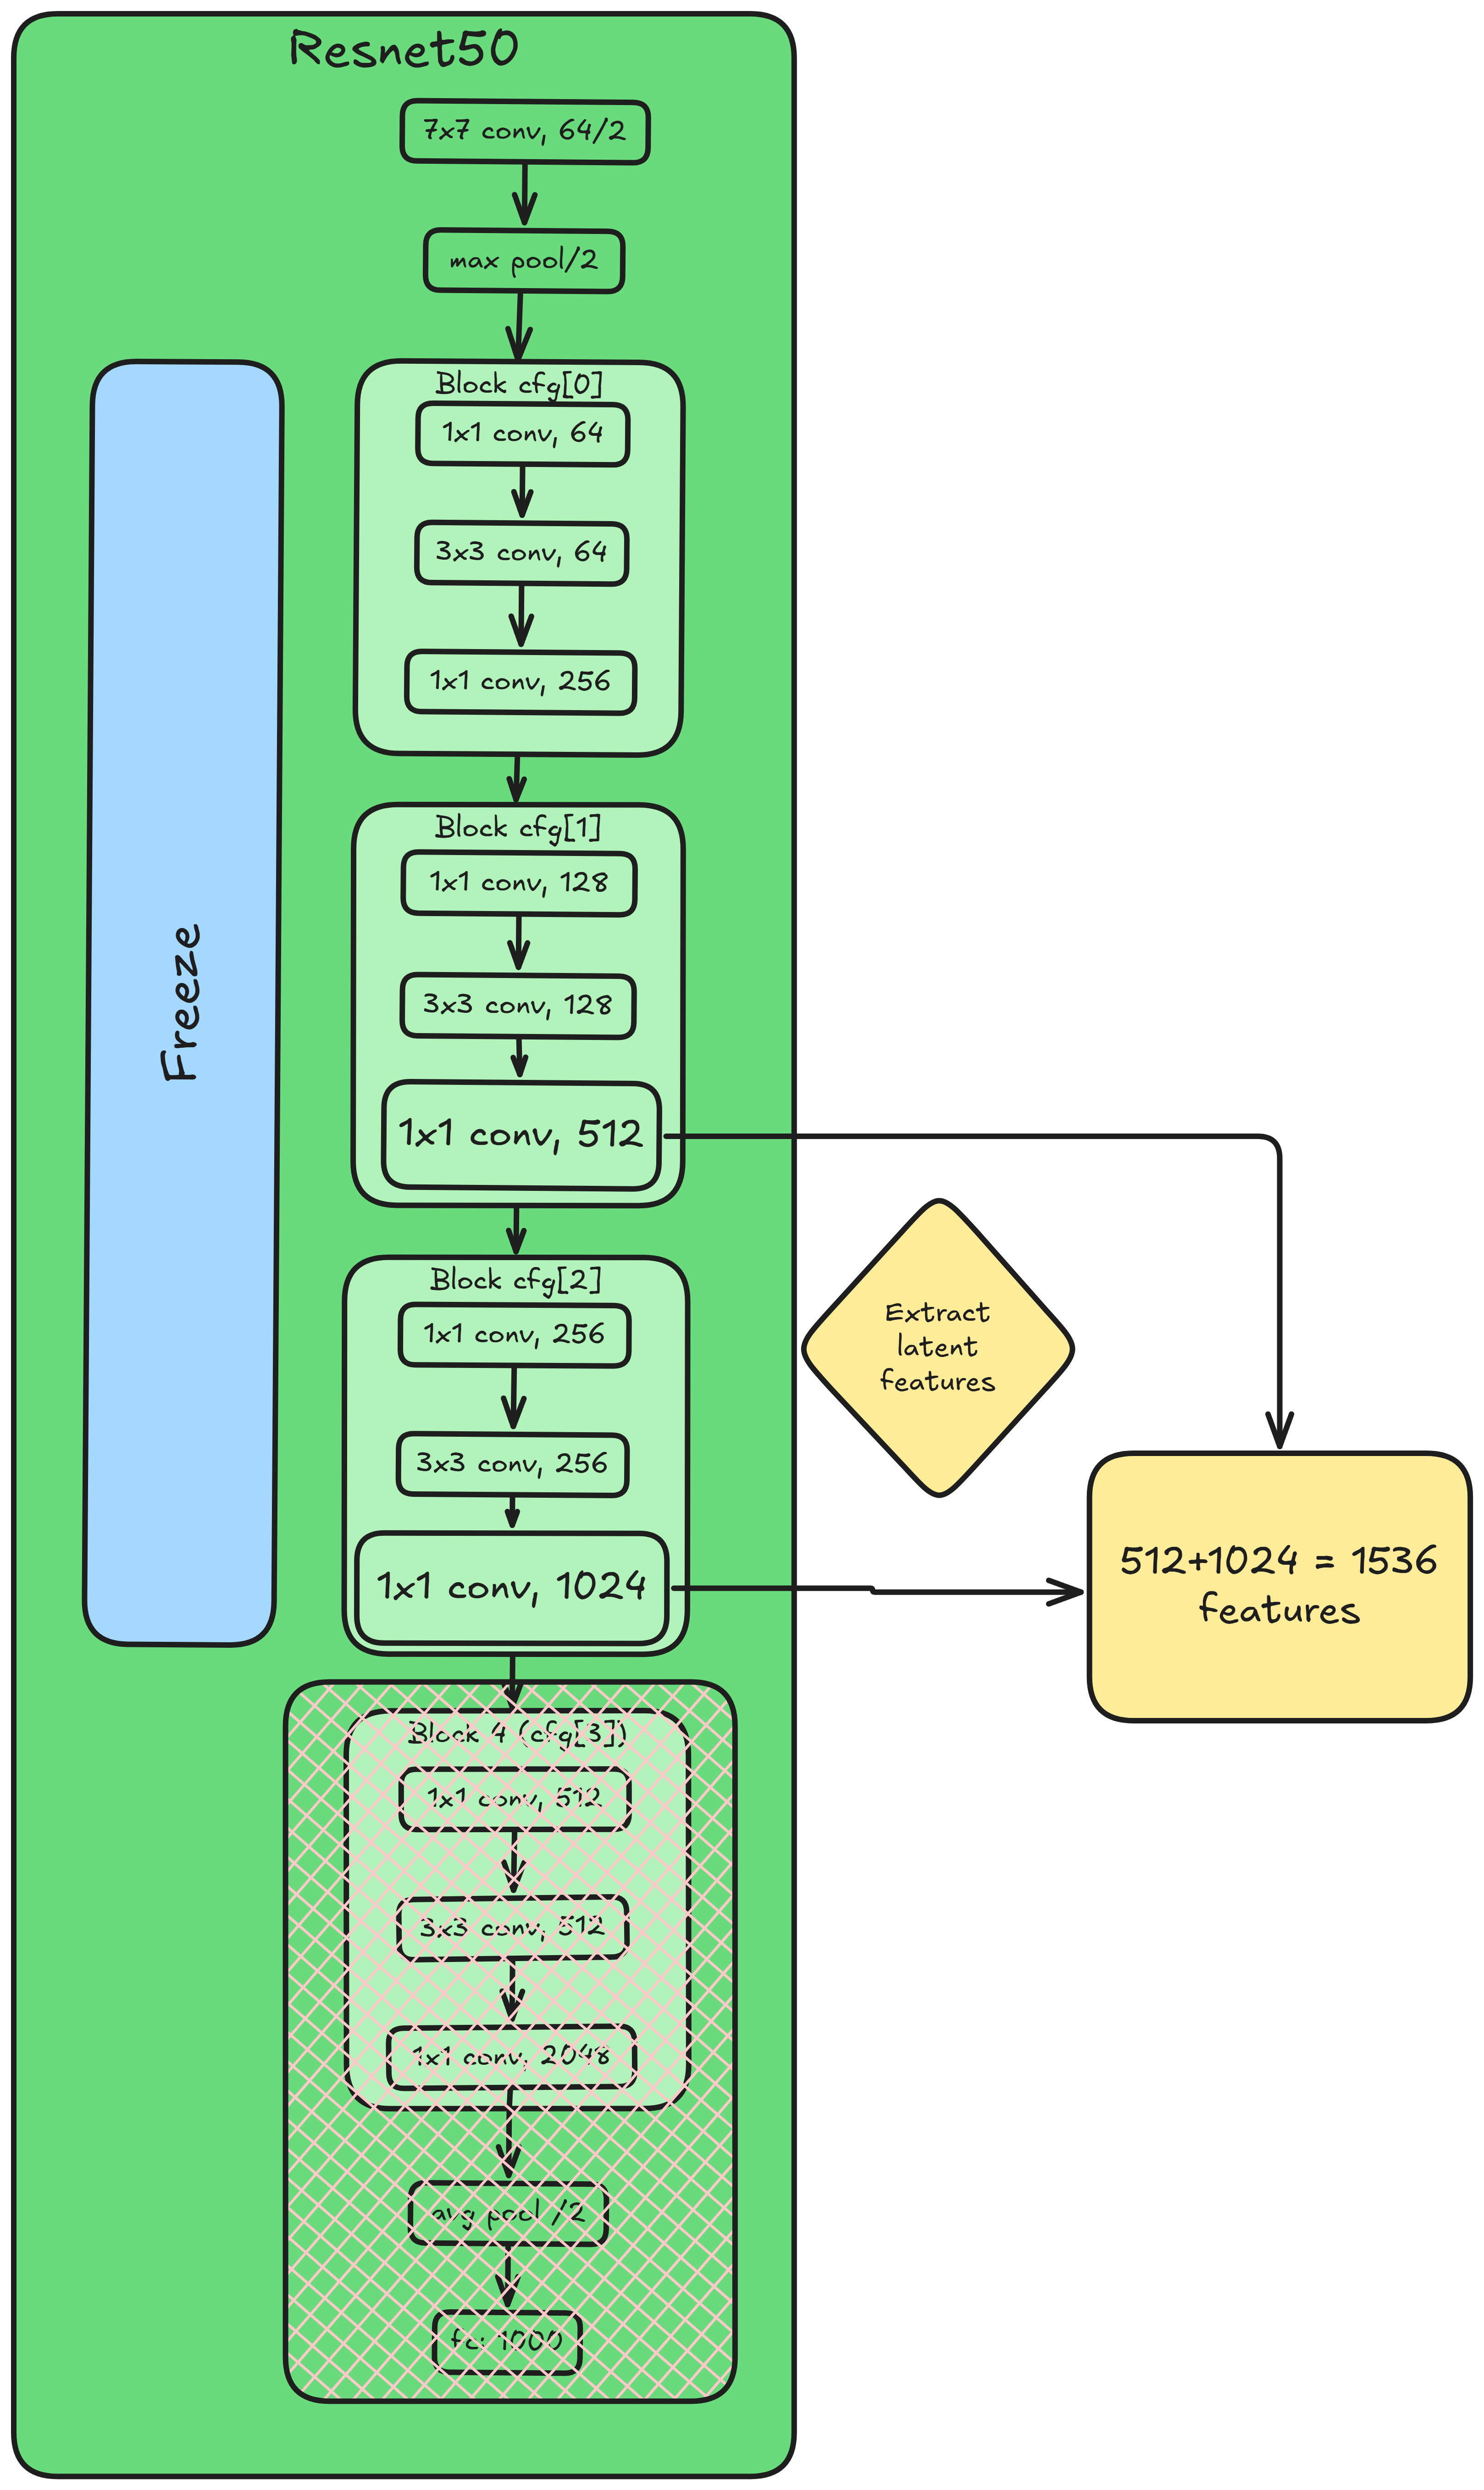 Resnet50
7x7 conv, 64/2
max pool/2
Block cfg[0]
1x1 conv, 64
3x3 conv, 64
1x1 conv, 256
Freeze
Block cfg[1]
1x1 conv, 128
3x3 conv, 128
1x1 conv, 512
Block cfg[2]
1x1 conv, 256
3x3 conv, 256
1x1 conv, 1024
Extract
latent
features
512+1024 = 1536
features
Block 4 (cfg[3])
1x1 conv, 512
3x3 conv, 512
1x1 conv, 2048
avg pool /2
fc: 1000